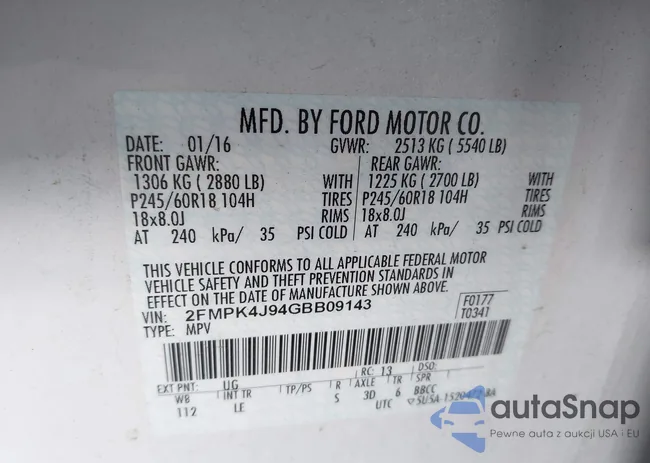 MFD. BY FORD MOTOR CO.
DATE: 01/16 GVWR: 2513 KG ( 5540 LB)
FRONT GAWR: REAR GAWR:
1306 KG ( 2880 LB) WITH 1225 KG ( 2700 LB) WITH
P245/60R18 104H TIRES P245/60R18 104H TIRES
18x8.0J RIMS 18x8.0J RIMS
AT 240 kPa/ 35 PSI COLD AT 240 kPa/ 35 PSI COLD
THIS VEHICLE CONFORMS TO ALL APPLICABLE FEDERAL MOTOR
VEHICLE SAFETY AND THEFT PREVENTION STANDARDS IN
EFFECT ON THE DATE OF MANUFACTURE SHOWN ABOVE.
VIN: 2FMPK4J94GBB09143 F0177
TYPE: MPV T0341
EXT PNT: UG RC: 13 DSO:
WB INT TR TP/PS R AXLE TR SPR
112 LE S 3D 6 BBCC
UTC
autaSnap
Pewne auta z aukcji USA i EU